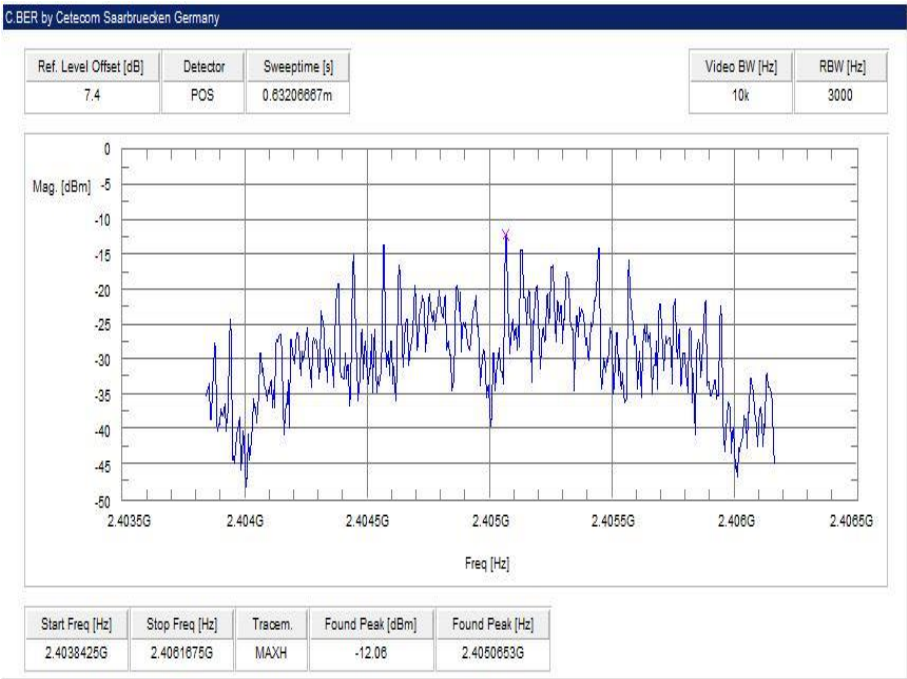 C.BER by Cetecom Saarbruecken Germany
Ref. Level Offset [dB] Detector Sweeptime [s] Video BW [Hz] RBW [Hz]
7.4 POS 0.63206667m 10k 3000
0
Mag. [dBm] -5
-10
-15
-20
-25
-30
-35
-40
-45
-50
2.4035G 2.404G 2.4045G 2.405G 2.4055G 2.406G 2.4065G
Freq [Hz]
Start Freq [Hz] Stop Freq [Hz] Tracem. Found Peak [dBm] Found Peak [Hz]
2.4038425G 2.4061675G MAXH -12.06 2.4050653G